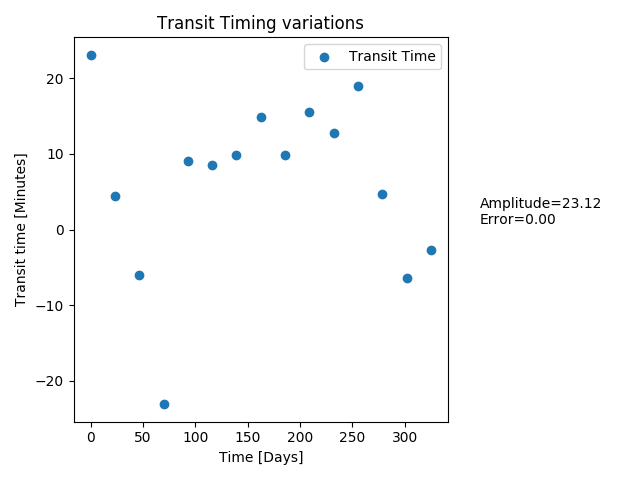 Transit Timing variations
Transit Time
20
10
0
−10
−20
Transit time [Minutes]
0 50 100 150 200 250 300
Time [Days]
Amplitude=23.12
Error=0.00